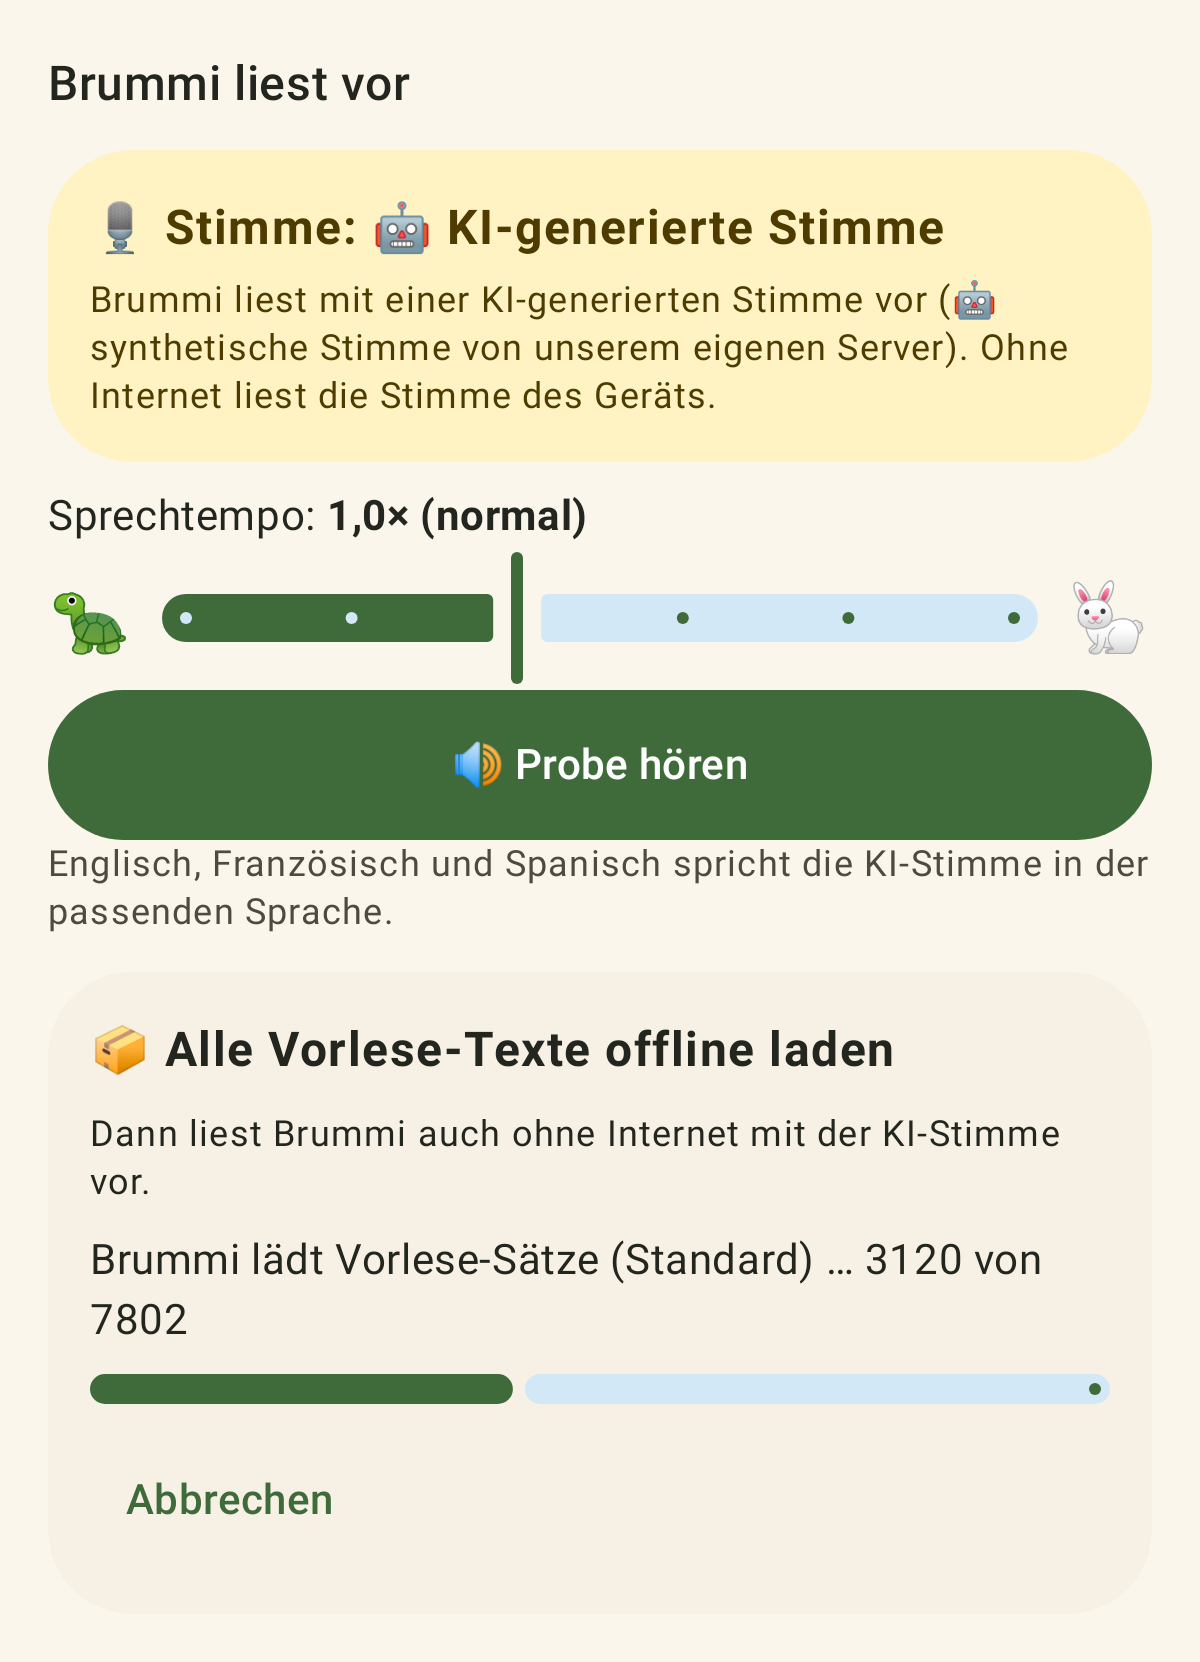 Brummi liest vor
🎙️ Stimme: 🤖 KI-generierte Stimme
Brummi liest mit einer KI-generierten Stimme vor (🤖
synthetische Stimme von unserem eigenen Server). Ohne
Internet liest die Stimme des Geräts.
Sprechtempo: 1,0× (normal)
🔊 Probe hören
Englisch, Französisch und Spanisch spricht die KI-Stimme in der
passenden Sprache.
📦 Alle Vorlese-Texte offline laden
Dann liest Brummi auch ohne Internet mit der KI-Stimme
vor.
Brummi lädt Vorlese-Sätze (Standard) … 3120 von
7802
Abbrechen